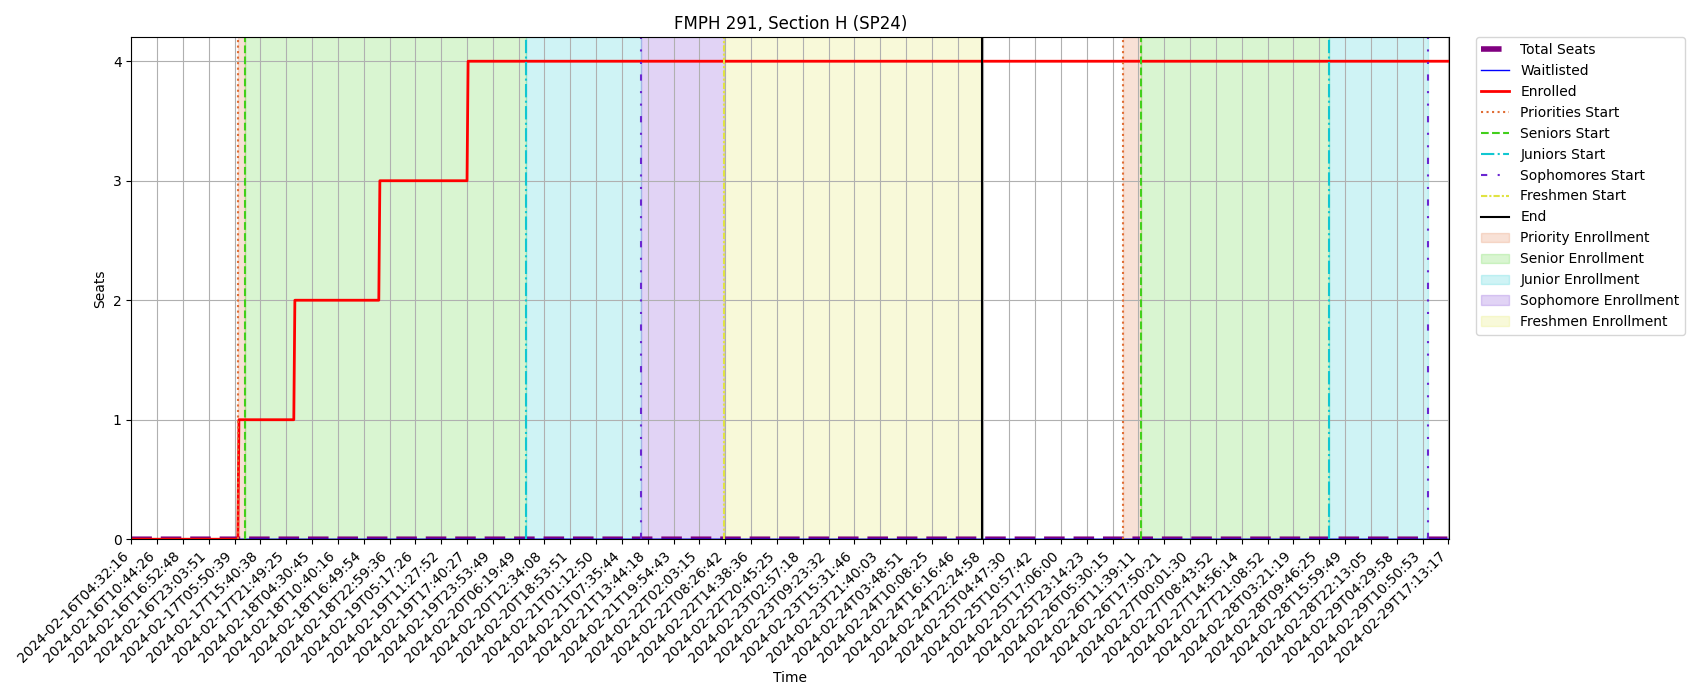 FMPH 291, Section H (SP24)
Seats
4
3
2
1
0
2024-02-16T04:32:16
2024-02-16T10:44:26
2024-02-16T16:52:48
2024-02-16T23:03:51
2024-02-17T05:50:39
2024-02-17T15:40:38
2024-02-17T21:49:25
2024-02-18T04:30:45
2024-02-18T10:40:16
2024-02-18T16:49:54
2024-02-18T22:59:36
2024-02-19T05:17:26
2024-02-19T11:27:52
2024-02-19T17:40:27
2024-02-19T23:53:49
2024-02-20T06:19:49
2024-02-20T12:34:08
2024-02-20T18:53:51
2024-02-21T01:12:50
2024-02-21T07:35:44
2024-02-21T13:44:18
2024-02-21T19:54:43
2024-02-22T02:03:15
2024-02-22T08:26:42
2024-02-22T14:38:36
2024-02-22T20:45:25
2024-02-23T02:57:18
2024-02-23T09:23:32
2024-02-23T15:31:46
2024-02-23T21:40:03
2024-02-24T03:48:51
2024-02-24T10:08:25
2024-02-24T16:16:46
2024-02-24T22:24:58
2024-02-25T04:47:30
2024-02-25T10:57:42
2024-02-25T17:06:00
2024-02-25T23:14:23
2024-02-26T05:30:15
2024-02-26T11:39:11
2024-02-26T17:50:21
2024-02-27T00:01:30
2024-02-27T08:43:52
2024-02-27T14:56:14
2024-02-27T21:08:52
2024-02-28T03:21:19
2024-02-28T09:46:25
2024-02-28T15:59:49
2024-02-28T22:13:05
2024-02-29T04:29:58
2024-02-29T10:50:53
2024-02-29T17:13:17
Time
Total Seats
Waitlisted
Enrolled
Priorities Start
Seniors Start
Juniors Start
Sophomores Start
Freshmen Start
End
Priority Enrollment
Senior Enrollment
Junior Enrollment
Sophomore Enrollment
Freshmen Enrollment